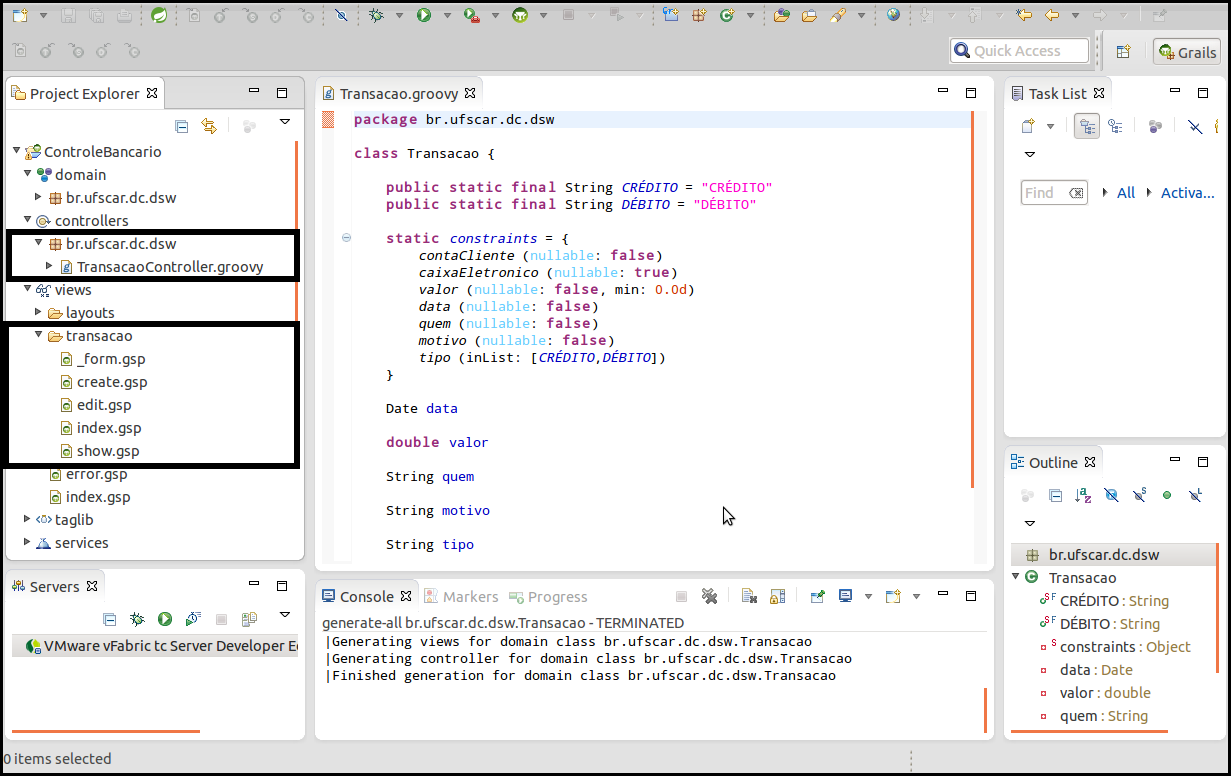 Quick Access
Grails
Project Explorer
ControleBancario
domain
br.ufscar.dc.dsw
controllers
br.ufscar.dc.dsw
TransacaoController.groovy
views
layouts
transacao
_form.gsp
create.gsp
edit.gsp
index.gsp
show.gsp
error.gsp
index.gsp
taglib
services
Transacao.groovy
package br.ufscar.dc.dsw
class Transacao {
public static final String CRÉDITO = "CRÉDITO"
public static final String DÉBITO = "DÉBITO"
static constraints = {
contaCliente (nullable: false)
caixaEletronico (nullable: true)
valor (nullable: false, min: 0.0d)
data (nullable: false)
quem (nullable: false)
motivo (nullable: false)
tipo (inList: [CRÉDITO,DÉBITO])
}
Date data
double valor
String quem
String motivo
String tipo
Task List
Find
All
Activa...
Outline
br.ufscar.dc.dsw
Transacao
CRÉDITO : String
DÉBITO : String
constraints : Object
data : Date
valor : double
quem : String
Servers
VMware vFabric tc Server Developer E
Console
Markers
Progress
generate-all br.ufscar.dc.dsw.Transacao - TERMINATED
|Generating views for domain class br.ufscar.dc.dsw.Transacao
|Generating controller for domain class br.ufscar.dc.dsw.Transacao
|Finished generation for domain class br.ufscar.dc.dsw.Transacao
0 items selected